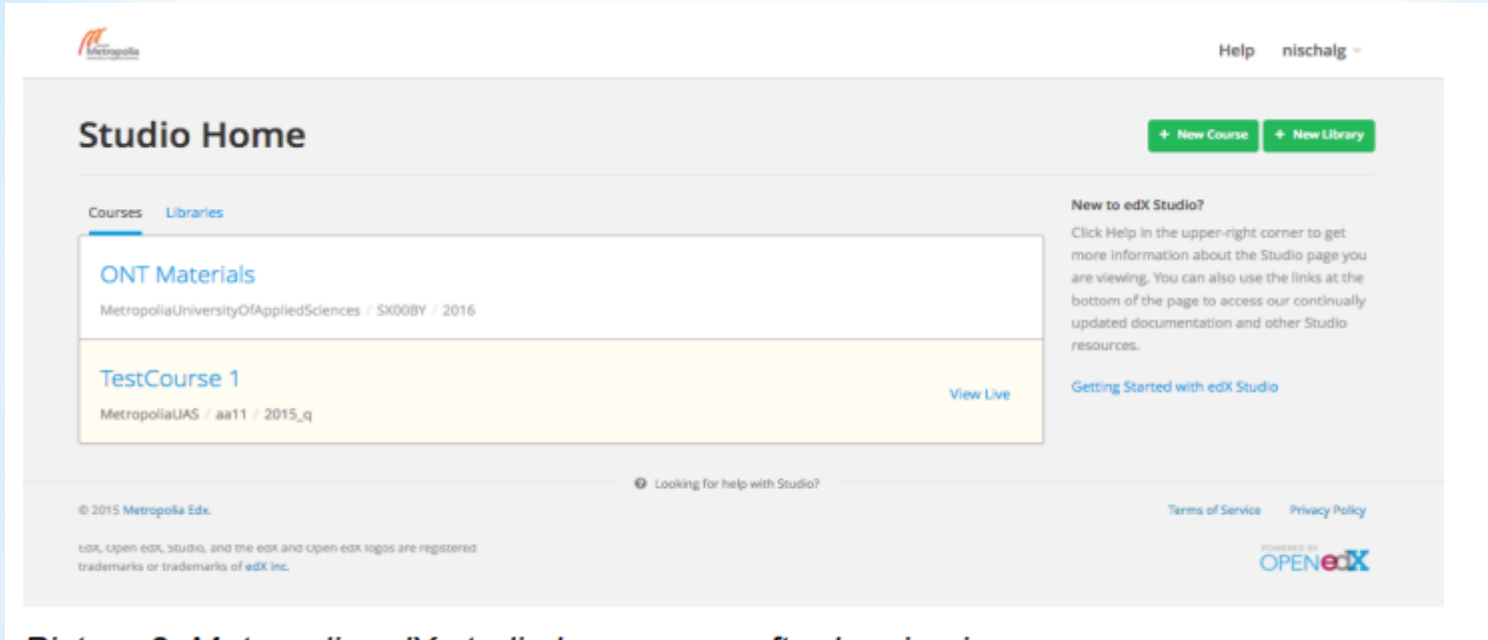 Metropolia
Help nischalg
Studio Home
+ New Course + New Library
Courses Libraries
ONT Materials
MetropoliaUniversityOfAppliedSciences / SX00BY / 2016
TestCourse 1
MetropoliaUAS / aa11 / 2015_q
View Live
New to edX Studio?
Click Help in the upper-right corner to get
more information about the Studio page you
are viewing. You can also use the links at the
bottom of the page to access our continually
updated documentation and other Studio
resources.
Getting Started with edX Studio
Looking for help with Studio?
© 2015 Metropolia Edx.
Terms of Service Privacy Policy
EdX, Open edX, Studio, and the edX and Open edX logos are registered
trademarks or trademarks of edX Inc.
POWERED BY
OPEN edX